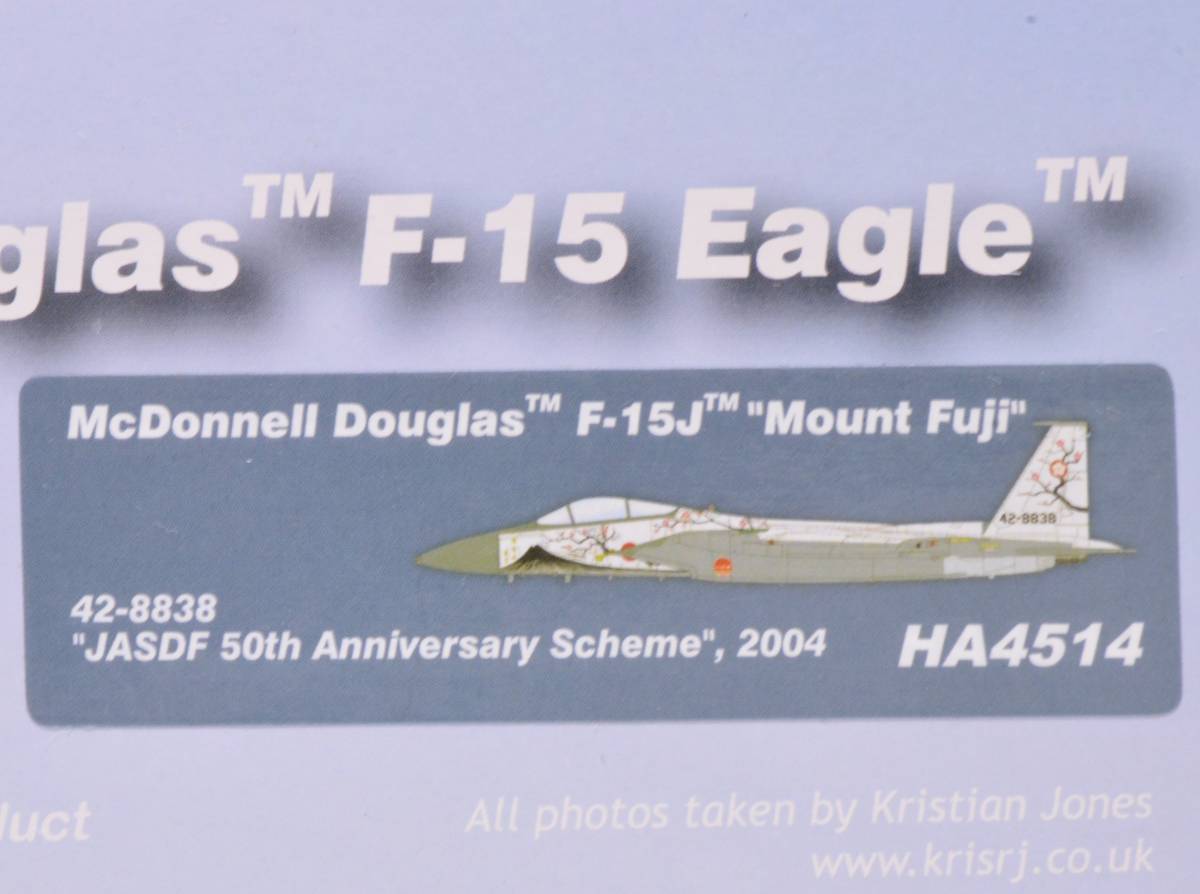 glas™ F-15 Eagle™
McDonnell Douglas™ F-15J™ "Mount Fuji"
42-8838
42-8838
"JASDF 50th Anniversary Scheme", 2004
HA4514
All photos taken by Kristian Jones
www.krisrj.co.uk